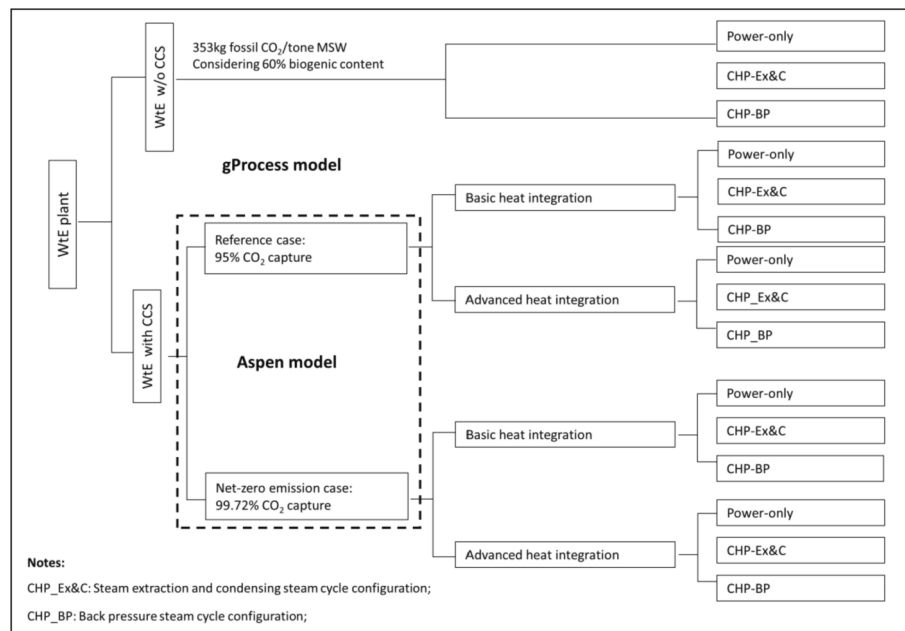 WtE plant
WtE w/o CCS
353kg fossil CO₂/tone MSW
Considering 60% biogenic content
Power-only
CHP-Ex&C
CHP-BP
gProcess model
WtE with CCS
Reference case:
95% CO₂ capture
Basic heat integration
Power-only
CHP-Ex&C
CHP-BP
Advanced heat integration
Power-only
CHP_Ex&C
CHP_BP
Aspen model
Net-zero emission case:
99.72% CO₂ capture
Basic heat integration
Power-only
CHP-Ex&C
CHP-BP
Advanced heat integration
Power-only
CHP-Ex&C
CHP-BP
Notes:
CHP_Ex&C: Steam extraction and condensing steam cycle configuration;
CHP_BP: Back pressure steam cycle configuration;